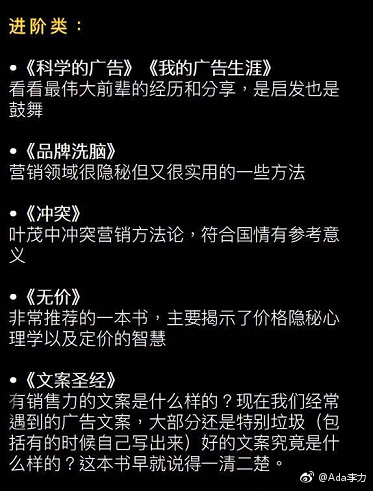 进阶类：
•《科学的广告》《我的广告生涯》
看看最伟大前辈的经历和分享，是启发也是
鼓舞
•《品牌洗脑》
营销领域很隐秘但又很实用的一些方法
•《冲突》
叶茂中冲突营销方法论，符合国情有参考意
义
•《无价》
非常推荐的一本书，主要揭示了价格隐秘心
理学以及定价的智慧
•《文案圣经》
有销售力的文案是什么样的？现在我们经常
遇到的广告文案，大部分还是特别垃圾（包
括有的时候自己写出来）好的文案究竟是什
么样的？这本书早就说得一清二楚。
@Ada李力